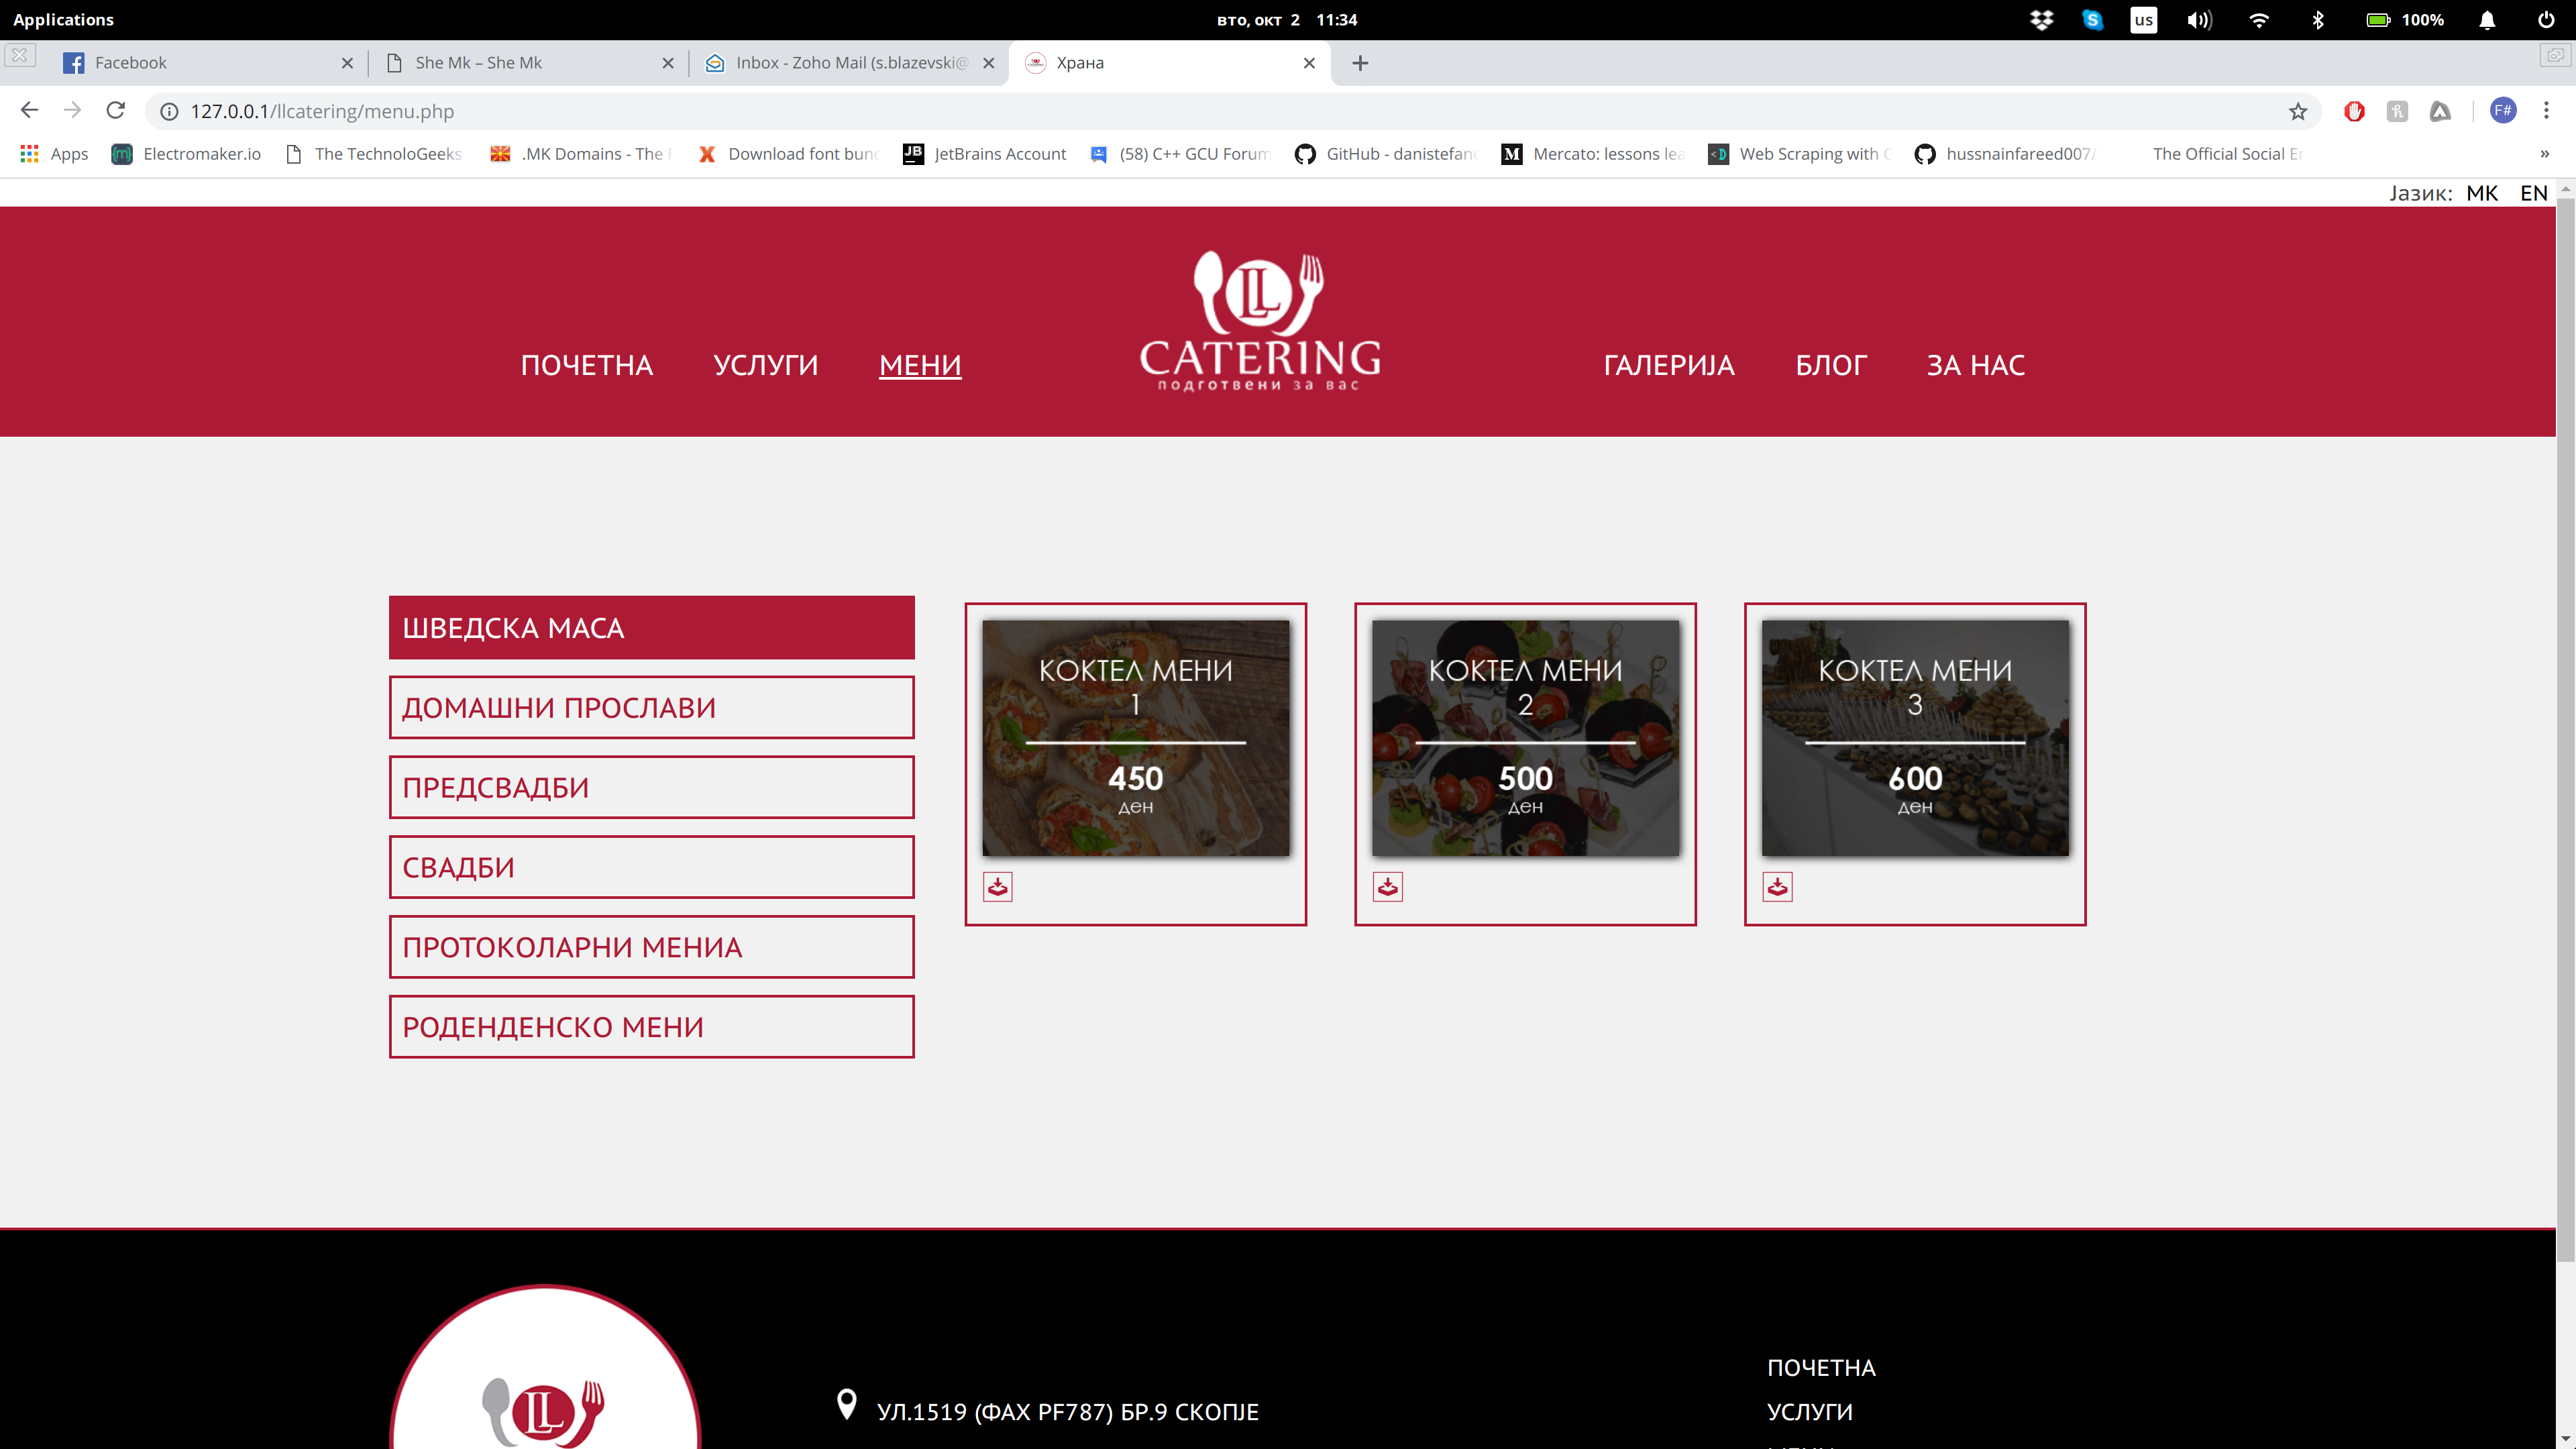 Applications
вто, окт 2 11:34
us
100%
Facebook
She Mk – She Mk
Inbox - Zoho Mail (s.blazevski@
Храна
127.0.0.1/llcatering/menu.php
F#
Apps
Electromaker.io
The TechnoloGeeks
.MK Domains - The
Download font bun
JetBrains Account
(58) C++ GCU Forum
GitHub - danistefan
Mercato: lessons lea
Web Scraping with
hussnainfareed007/
The Official Social
»
Јазик: МК EN
ПОЧЕТНА
УСЛУГИ
МЕНИ
LL
CATERING
подготвени за вас
ГАЛЕРИЈА
БЛОГ
ЗА НАС
ШВЕДСКА МАСА
ДОМАШНИ ПРОСЛАВИ
ПРЕДСВАДБИ
СВАДБИ
ПРОТОКОЛАРНИ МЕНИА
РОДЕНДЕНСКО МЕНИ
КОКТЕЛ МЕНИ
1
450
ден
КОКТЕЛ МЕНИ
2
500
ден
КОКТЕЛ МЕНИ
3
600
ден
LL
УЛ.1519 (ФАХ PF787) БР.9 СКОПЈЕ
ПОЧЕТНА
УСЛУГИ